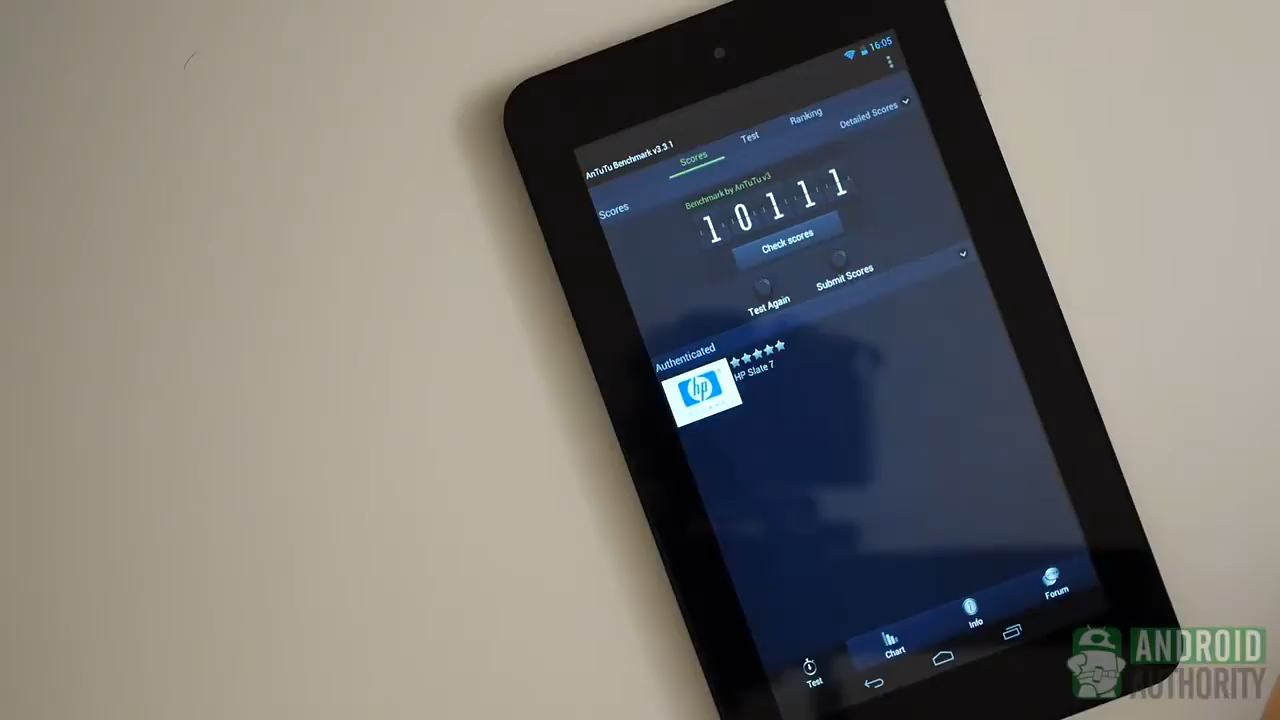 16:05
AnTuTu Benchmark v3.3.1
Scores
Test
Ranking
Detailed Scores
Scores
Benchmark by AnTuTu v3
10111
Check scores
Test Again
Submit Scores
Authenticated
hp
HP Slate 7
Test
Chart
Info
Forum
ANDROID
AUTHORITY